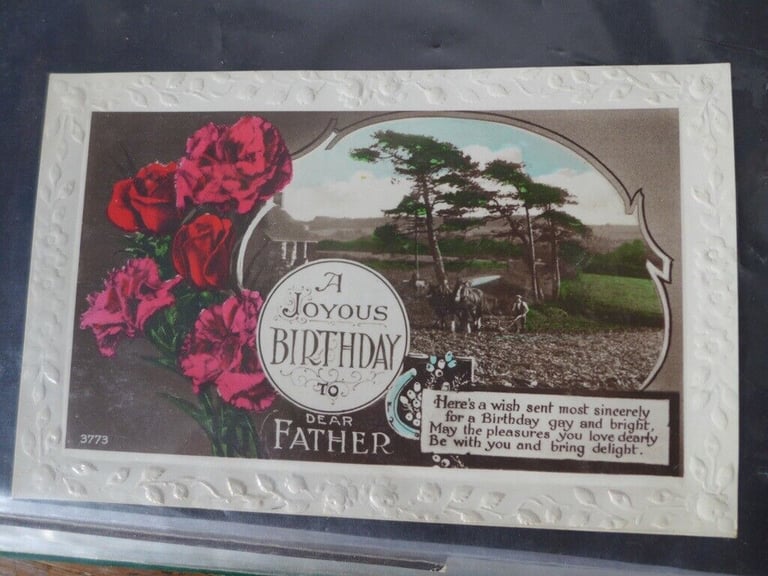 A
JOYOUS
BIRTHDAY
TO
DEAR
FATHER
Here's a wish sent most sincerely
for a Birthday gay and bright,
May the pleasures you love dearly
Be with you and bring delight.
3773